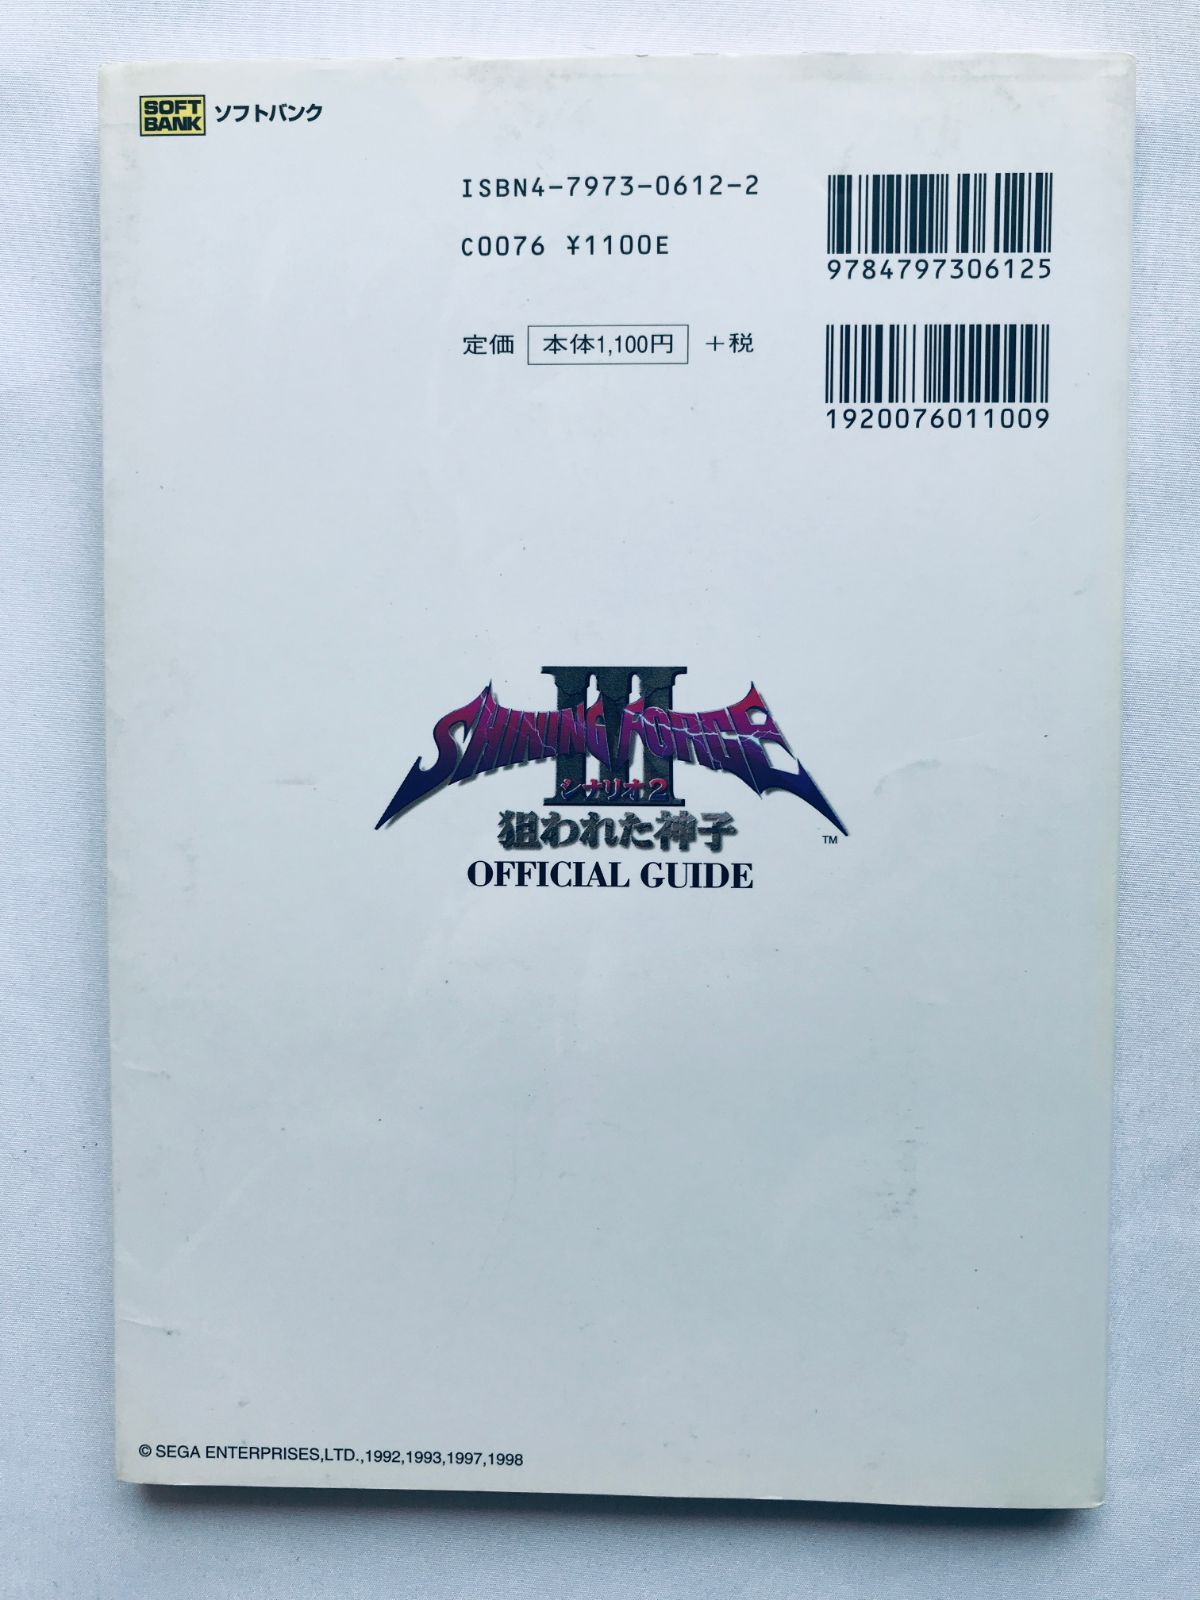 SOFT
BANK
ソフトバンク
ISBN4-7973-0612-2
C0076 ¥1100E
9784797306125
定価 本体1,100円 +税
1920076011009
III
SHINING FORCE
シナリオ2
狙われた神子
TM
OFFICIAL GUIDE
© SEGA ENTERPRISES,LTD.,1992,1993,1997,1998